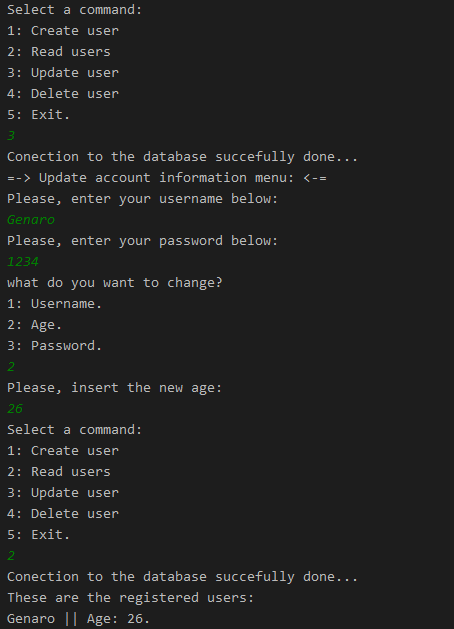 Select a command:
1: Create user
2: Read users
3: Update user
4: Delete user
5: Exit.
3
Conection to the database succefully done...
=-> Update account information menu: <-=
Please, enter your username below:
Genaro
Please, enter your password below:
1234
what do you want to change?
1: Username.
2: Age.
3: Password.
2
Please, insert the new age:
26
Select a command:
1: Create user
2: Read users
3: Update user
4: Delete user
5: Exit.
2
Conection to the database succefully done...
These are the registered users:
Genaro || Age: 26.